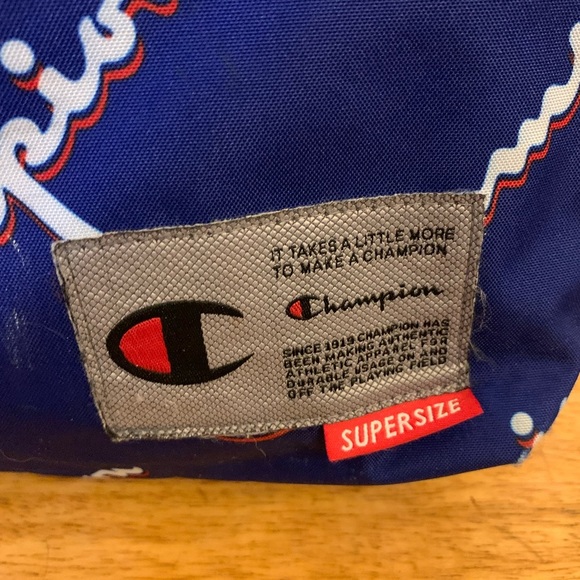 pio
IT TAKES A LITTLE MORE
TO MAKE A CHAMPION
Champion
SINCE 1919 CHAMPION HAS
BEEN MAKING AUTHENTIC
ATHLETIC APPAREL FOR
DURABLE USAGE ON AND
OFF THE PLAYING FIELD
SUPERSIZE